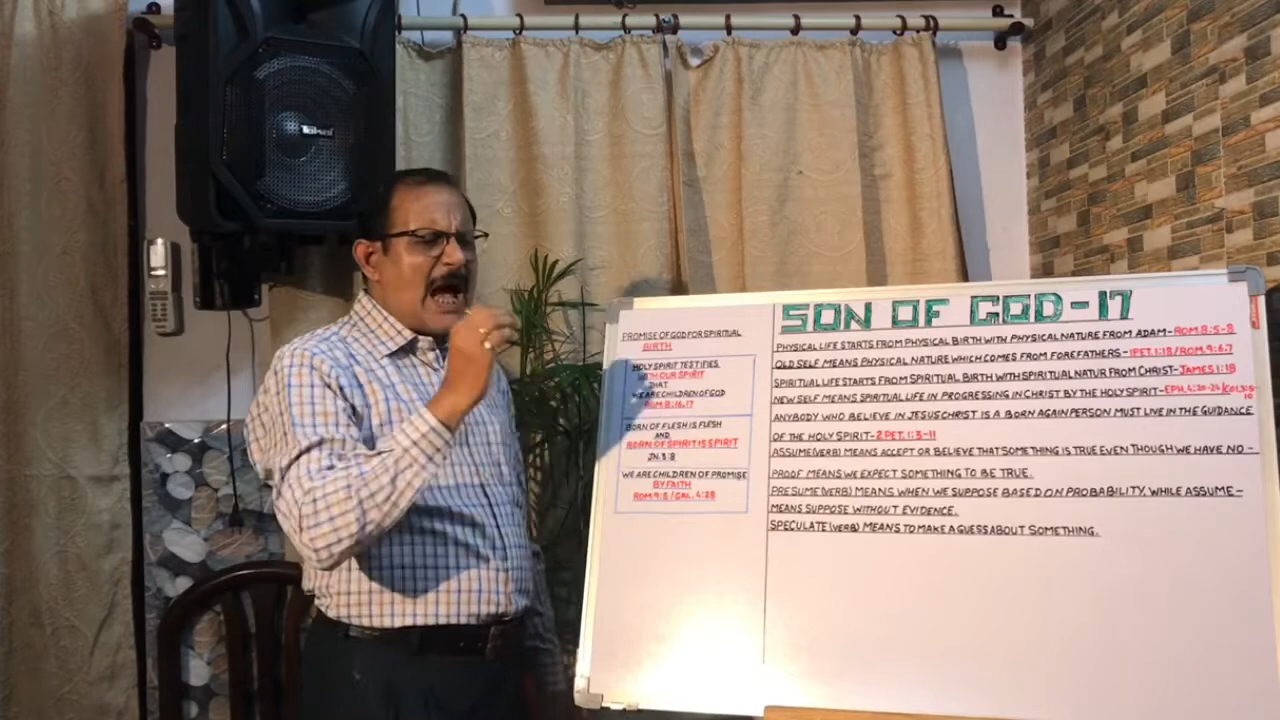 SON OF GOD-17
PROMISE OF GOD FOR SPIRITUAL
BIRTH
HOLY SPIRIT TESTIFIES
WITH OUR SPIRIT
THAT
WE ARE CHILDREN OF GOD
ROM.8:16.17
BORN OF FLESH IS FLESH
AND
BORN OF SPIRIT IS SPIRIT
JN.3:8
WE ARE CHILDREN OF PROMISE
BY FAITH
ROM.9:8/GAL.4:28
PHYSICAL LIFE STARTS FROM PHYSICAL BIRTH WITH PHYSICAL NATURE FROM ADAM-ROM.8:5-8
OLD SELF MEANS PHYSICAL NATURE WHICH COMES FROM FOREFATHERS-1PET.1:18/ROM.9:6.7
SPIRITUAL LIFE STARTS FROM SPIRITUAL BIRTH WITH SPIRITUAL NATUR FROM CHRIST-JAMES 1:18
NEW SELF MEANS SPIRITUAL LIFE IN PROGRESSING IN CHRIST BY THE HOLY SPIRIT-EPH.4:20-24
ANYBODY WHO BELIEVE IN JESUS CHRIST IS A BORN AGAIN PERSON MUST LIVE IN THE GUIDANCE
OF THE HOLY SPIRIT-2PET.1:3-11
ASSUME(VERB) MEANS ACCEPT OR BELIEVE THAT SOMETHING IS TRUE EVEN THOUGH WE HAVE NO-
PROOF MEANS WE EXPECT SOMETHING TO BE TRUE.
PRESUME(VERB) MEANS WHEN WE SUPPOSE BASED ON PROBABILITY, WHILE ASSUME-
MEANS SUPPOSE WITHOUT EVIDENCE.
SPECULATE(VERB) MEANS TO MAKE A GUESS ABOUT SOMETHING.